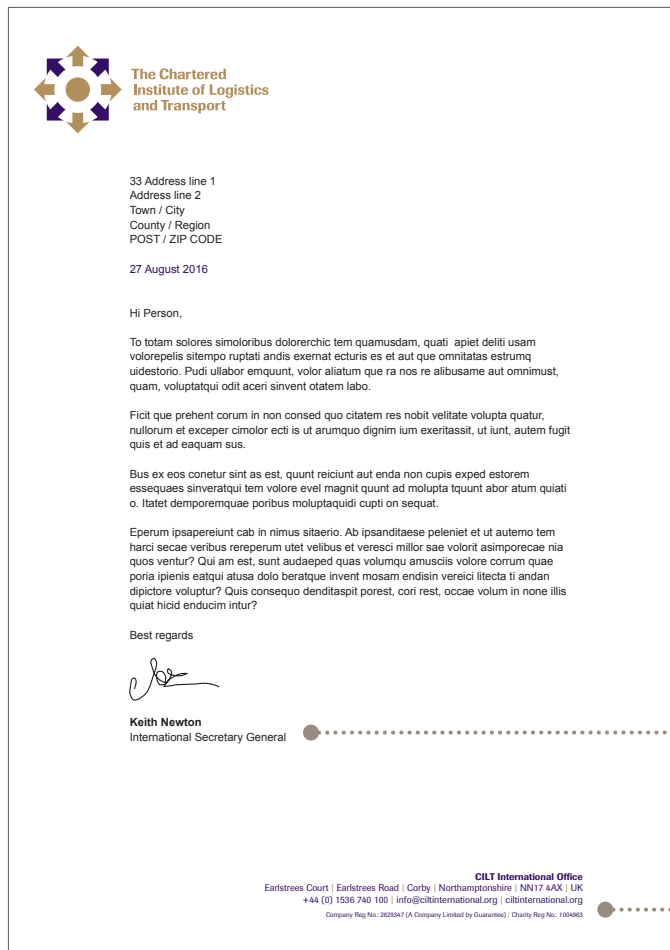 The Chartered
Institute of Logistics
and Transport
33 Address line 1
Address line 2
Town / City
County / Region
POST / ZIP CODE
27 August 2016
Hi Person,
To totam solores simoloribus dolorerchic tem quamusdam, quati apiet deliti usam
volorepelis sitempo ruptati andis exernat ecturis es et aut que omnitatas estrumq
uidestorio. Pudi ullabor emquunt, volor aliatum que ra nos re alibusame aut omnimust,
quam, voluptatqui odit aceri sinvent otatem labo.
Ficit que prehent corum in non consed quo citatem res nobit velitate volupta quatur,
nullorum et exceper cimolor ecti is ut arumquo dignim ium exeritassit, ut iunt, autem fugit
quis et ad eaquam sus.
Bus ex eos conetur sint as est, quunt reiciunt aut enda non cupis exped estorem
essequaes sinveratqui tem volore evel magnit quunt ad molupta tquunt abor atum quiati
o. Itatet demporemquae poribus moluptaquidi cupti on sequat.
Eperum ipsapereiunt cab in nimus sitaerio. Ab ipsanditaese peleniet et ut autemo tem
harci secae veribus rereperum utet velibus et veresci millor sae volorit asimporecae nia
quos ventur? Qui am est, sunt audaeped quas volumqu amusciis volore corrum quae
poria ipienis eatqui atusa dolo beratque invent mosam endisin vereici litecta ti andan
dipictore voluptur? Quis consequo denditaspit porest, cori rest, occae volum in none illis
quiat hicid enducim intur?
Best regards
Keith Newton
International Secretary General
CILT International Office
Earlstrees Court | Earlstrees Road | Corby | Northamptonshire | NN17 4AX | UK
+44 (0) 1536 740 100 | info@ciltinternational.org | ciltinternational.org
Company Reg No.: 2629347 (A Company Limited by Guarantee) | Charity Reg No.: 1004963